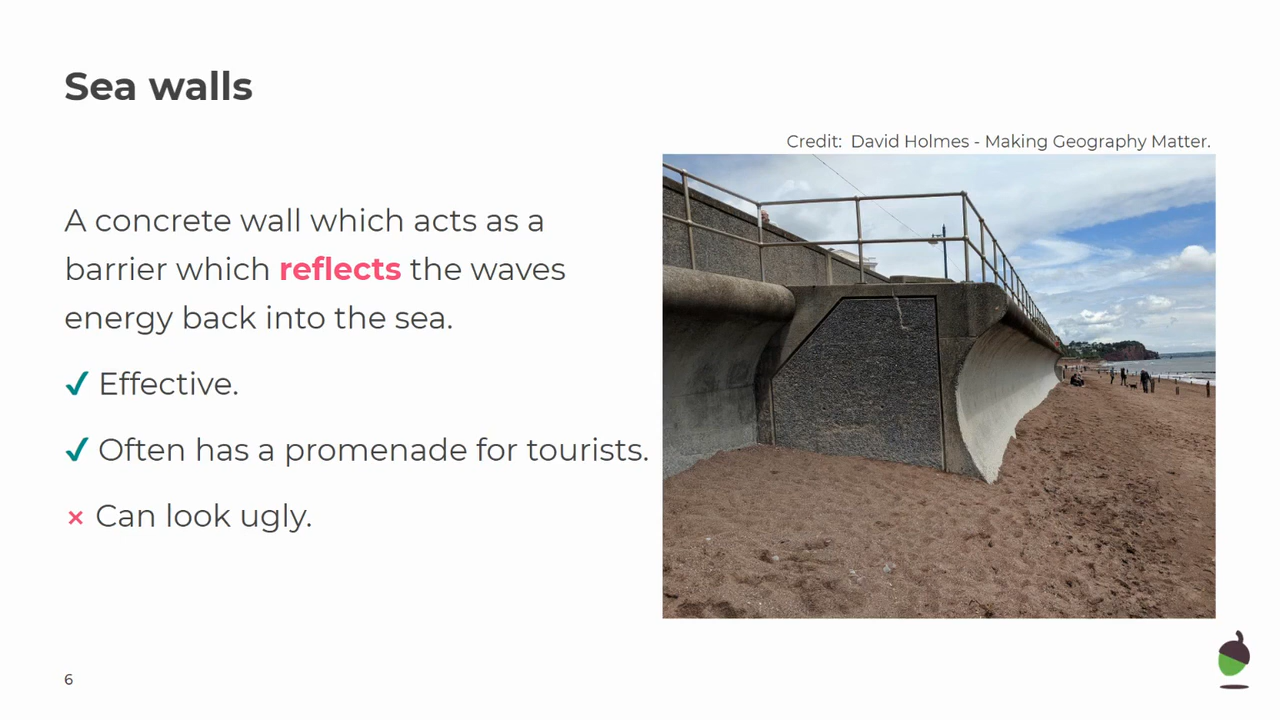 Sea walls
Credit: David Holmes - Making Geography Matter.
A concrete wall which acts as a
barrier which reflects the waves
energy back into the sea.
✓ Effective.
✓ Often has a promenade for tourists.
× Can look ugly.
6